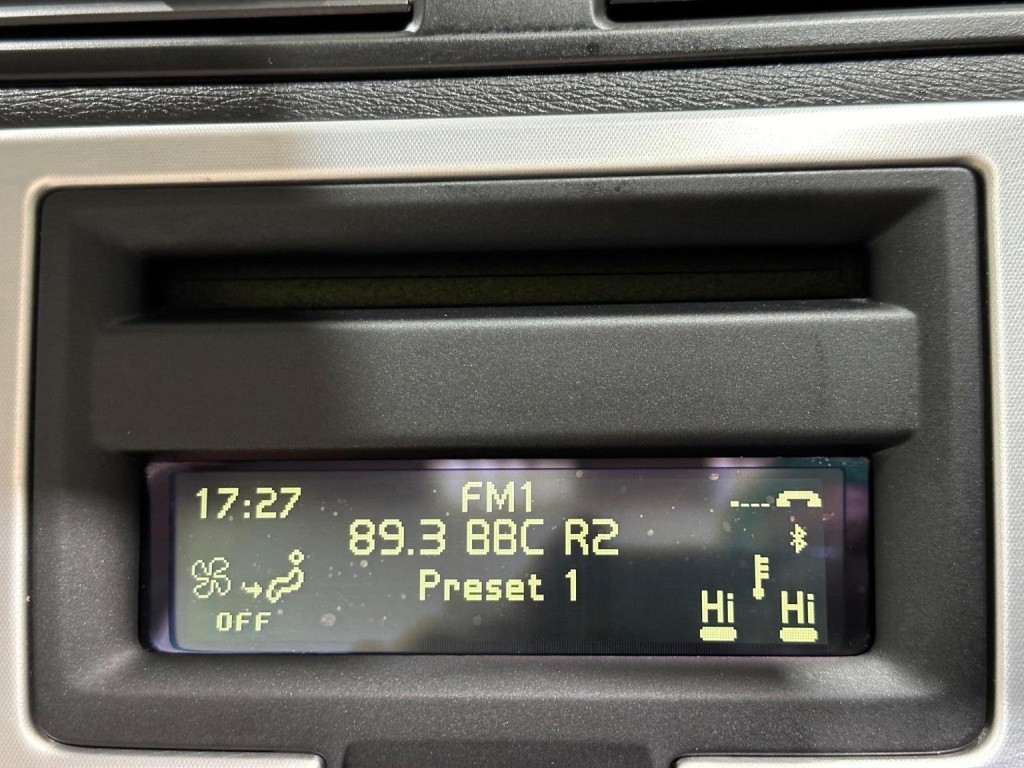 17:27
FM1
----
89.3 BBC R2
Preset 1
OFF
Hi
Hi